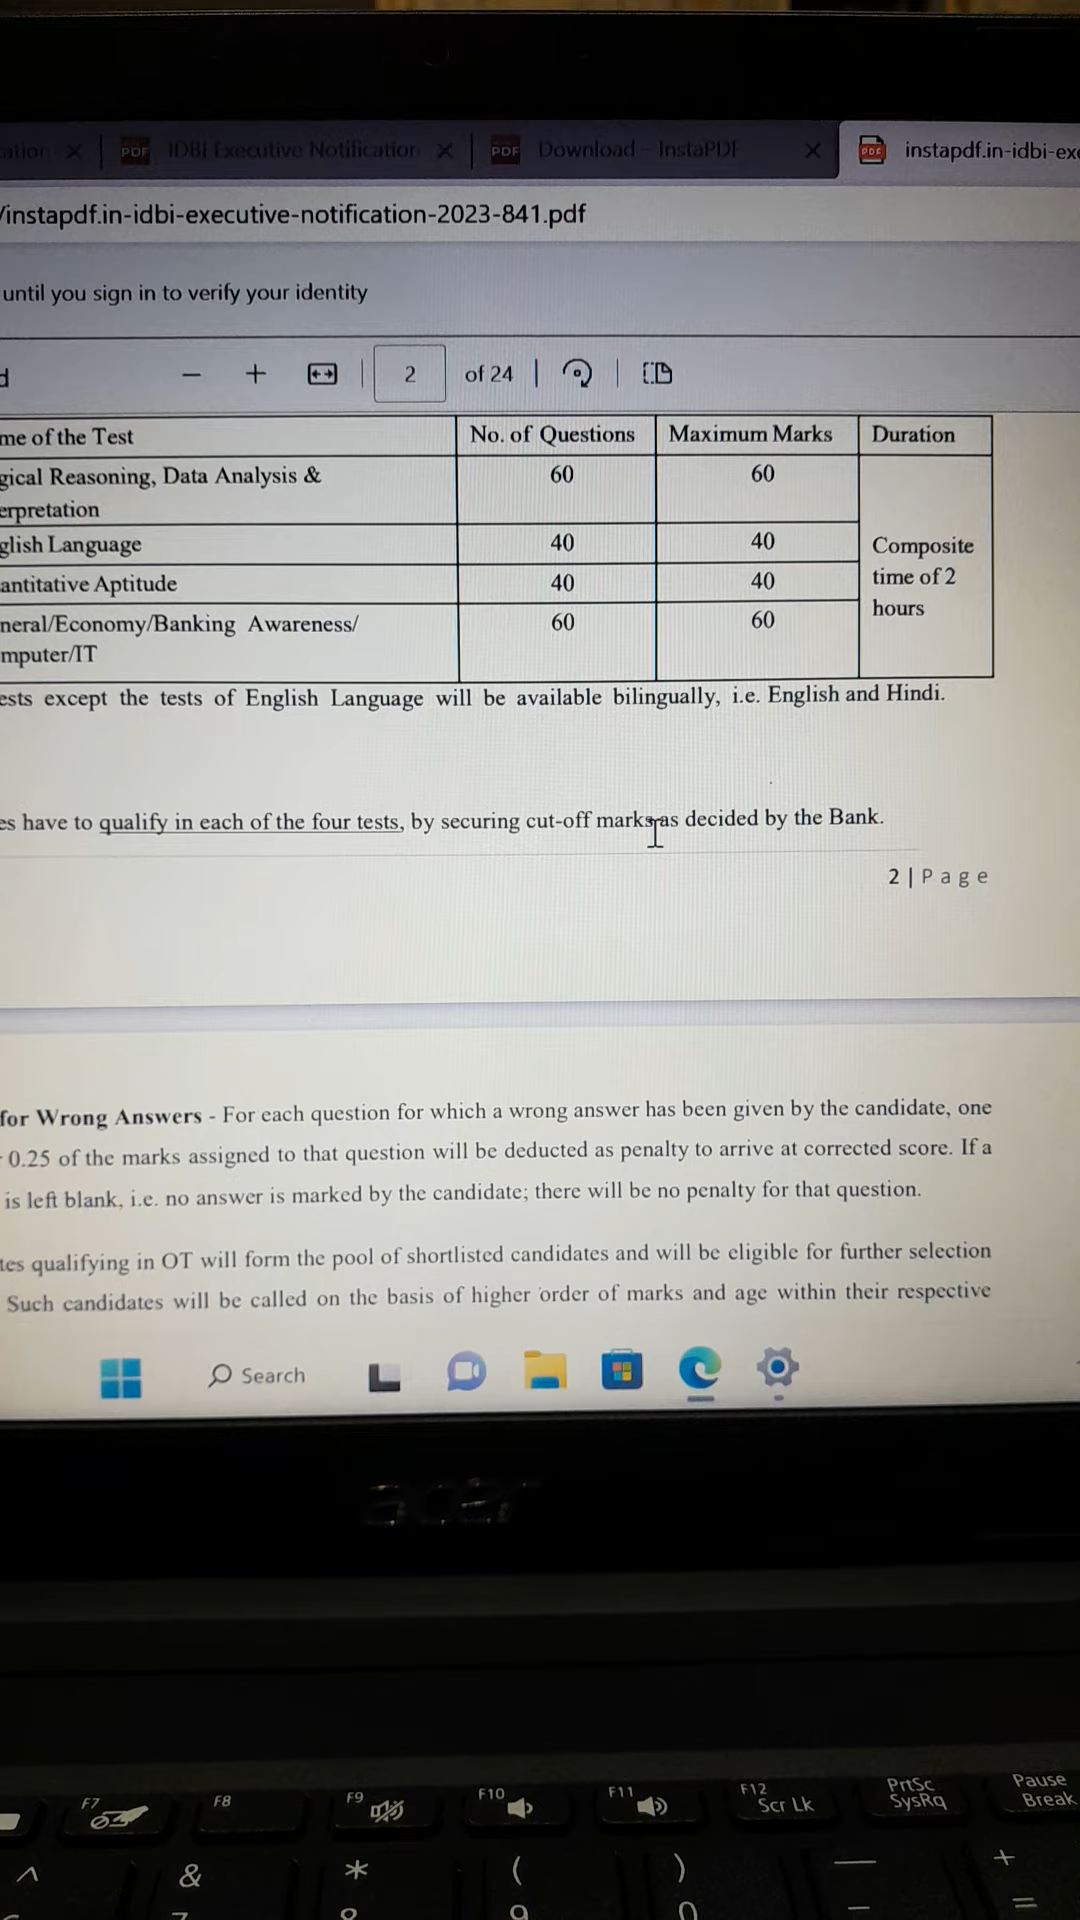 ation
IDBI Executive Notification
Download - InstaPDF
instapdf.in-idbi-exe
/instapdf.in-idbi-executive-notification-2023-841.pdf
until you sign in to verify your identity
d - + 2 of 24
me of the Test No. of Questions Maximum Marks Duration
gical Reasoning, Data Analysis & 60 60
erpretation
glish Language 40 40 Composite
antitative Aptitude 40 40 time of 2
neral/Economy/Banking Awareness/ 60 60 hours
mputer/IT
ests except the tests of English Language will be available bilingually, i.e. English and Hindi.
es have to qualify in each of the four tests, by securing cut-off marks as decided by the Bank.
2 | P a g e
for Wrong Answers - For each question for which a wrong answer has been given by the candidate, one
0.25 of the marks assigned to that question will be deducted as penalty to arrive at corrected score. If a
is left blank, i.e. no answer is marked by the candidate; there will be no penalty for that question.
tes qualifying in OT will form the pool of shortlisted candidates and will be eligible for further selection
Such candidates will be called on the basis of higher order of marks and age within their respective
Search
acer
F7 F8 F9 F10 F11 F12 Scr Lk PrtSc SysRq Pause Break
^ & * ( ) — +
9 0 - =